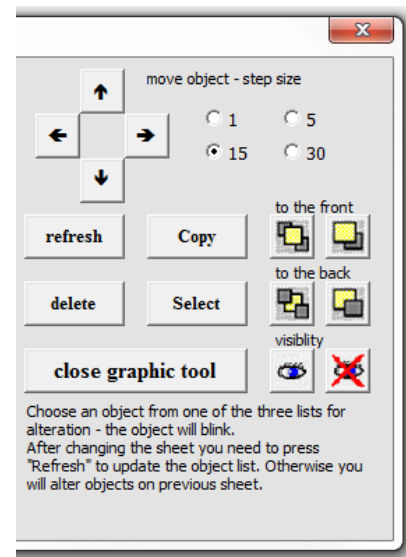 move object - step size
1 5
15 30
to the front
refresh Copy
to the back
delete Select
visiblity
close graphic tool
Choose an object from one of the three lists for
alteration - the object will blink.
After changing the sheet you need to press
"Refresh" to update the object list. Otherwise you
will alter objects on previous sheet.